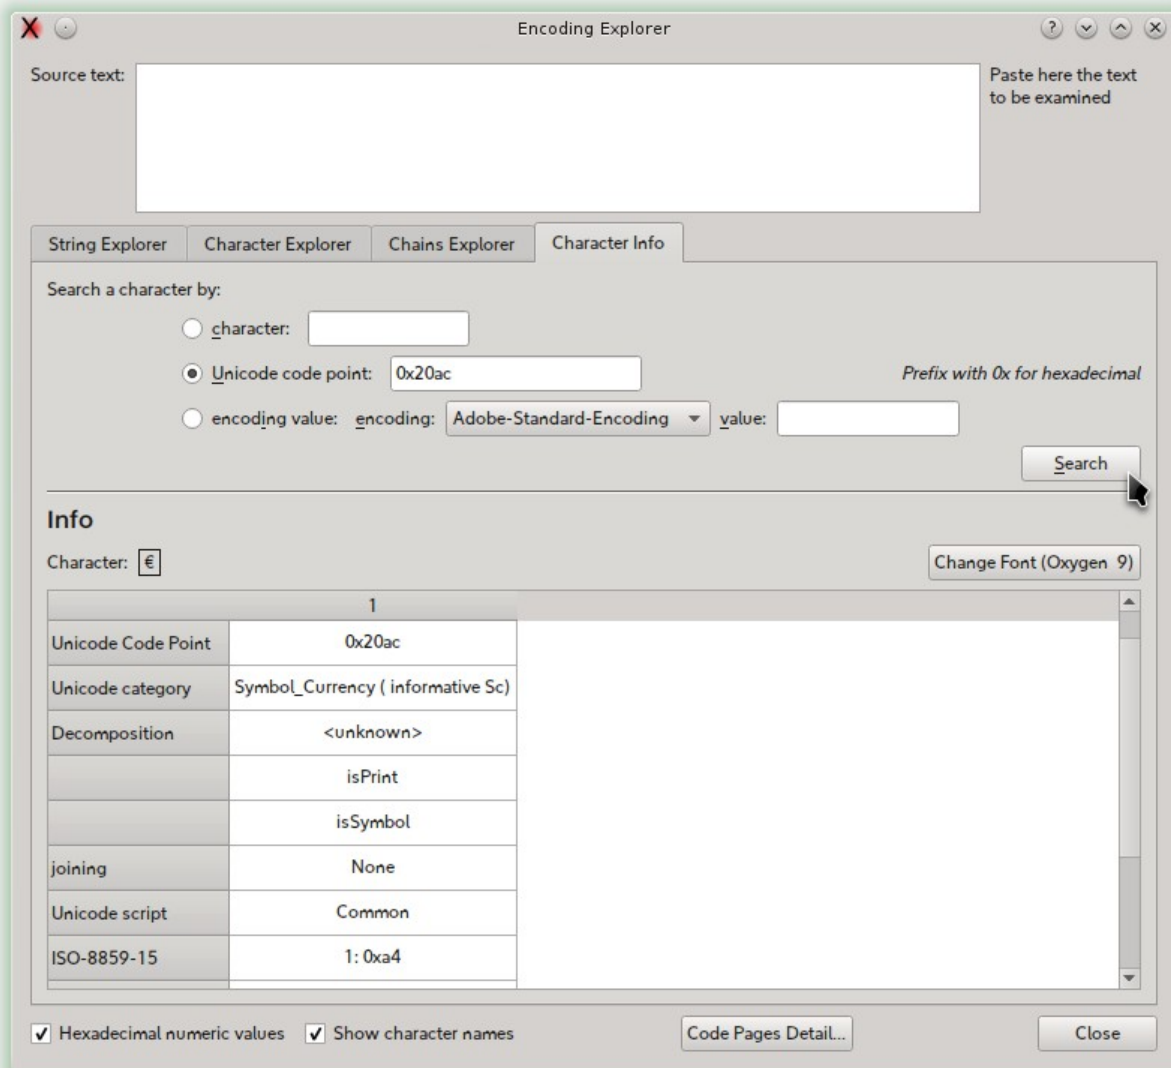 Encoding Explorer
Source text:
Paste here the text
to be examined
String Explorer
Character Explorer
Chains Explorer
Character Info
Search a character by:
character:
Unicode code point: 0x20ac Prefix with 0x for hexadecimal
encoding value: encoding: Adobe-Standard-Encoding value:
Search
Info
Character: € Change Font (Oxygen 9)
1
Unicode Code Point 0x20ac
Unicode category Symbol_Currency ( informative Sc)
Decomposition <unknown>
isPrint
isSymbol
joining None
Unicode script Common
ISO-8859-15 1: 0xa4
Hexadecimal numeric values Show character names Code Pages Detail... Close